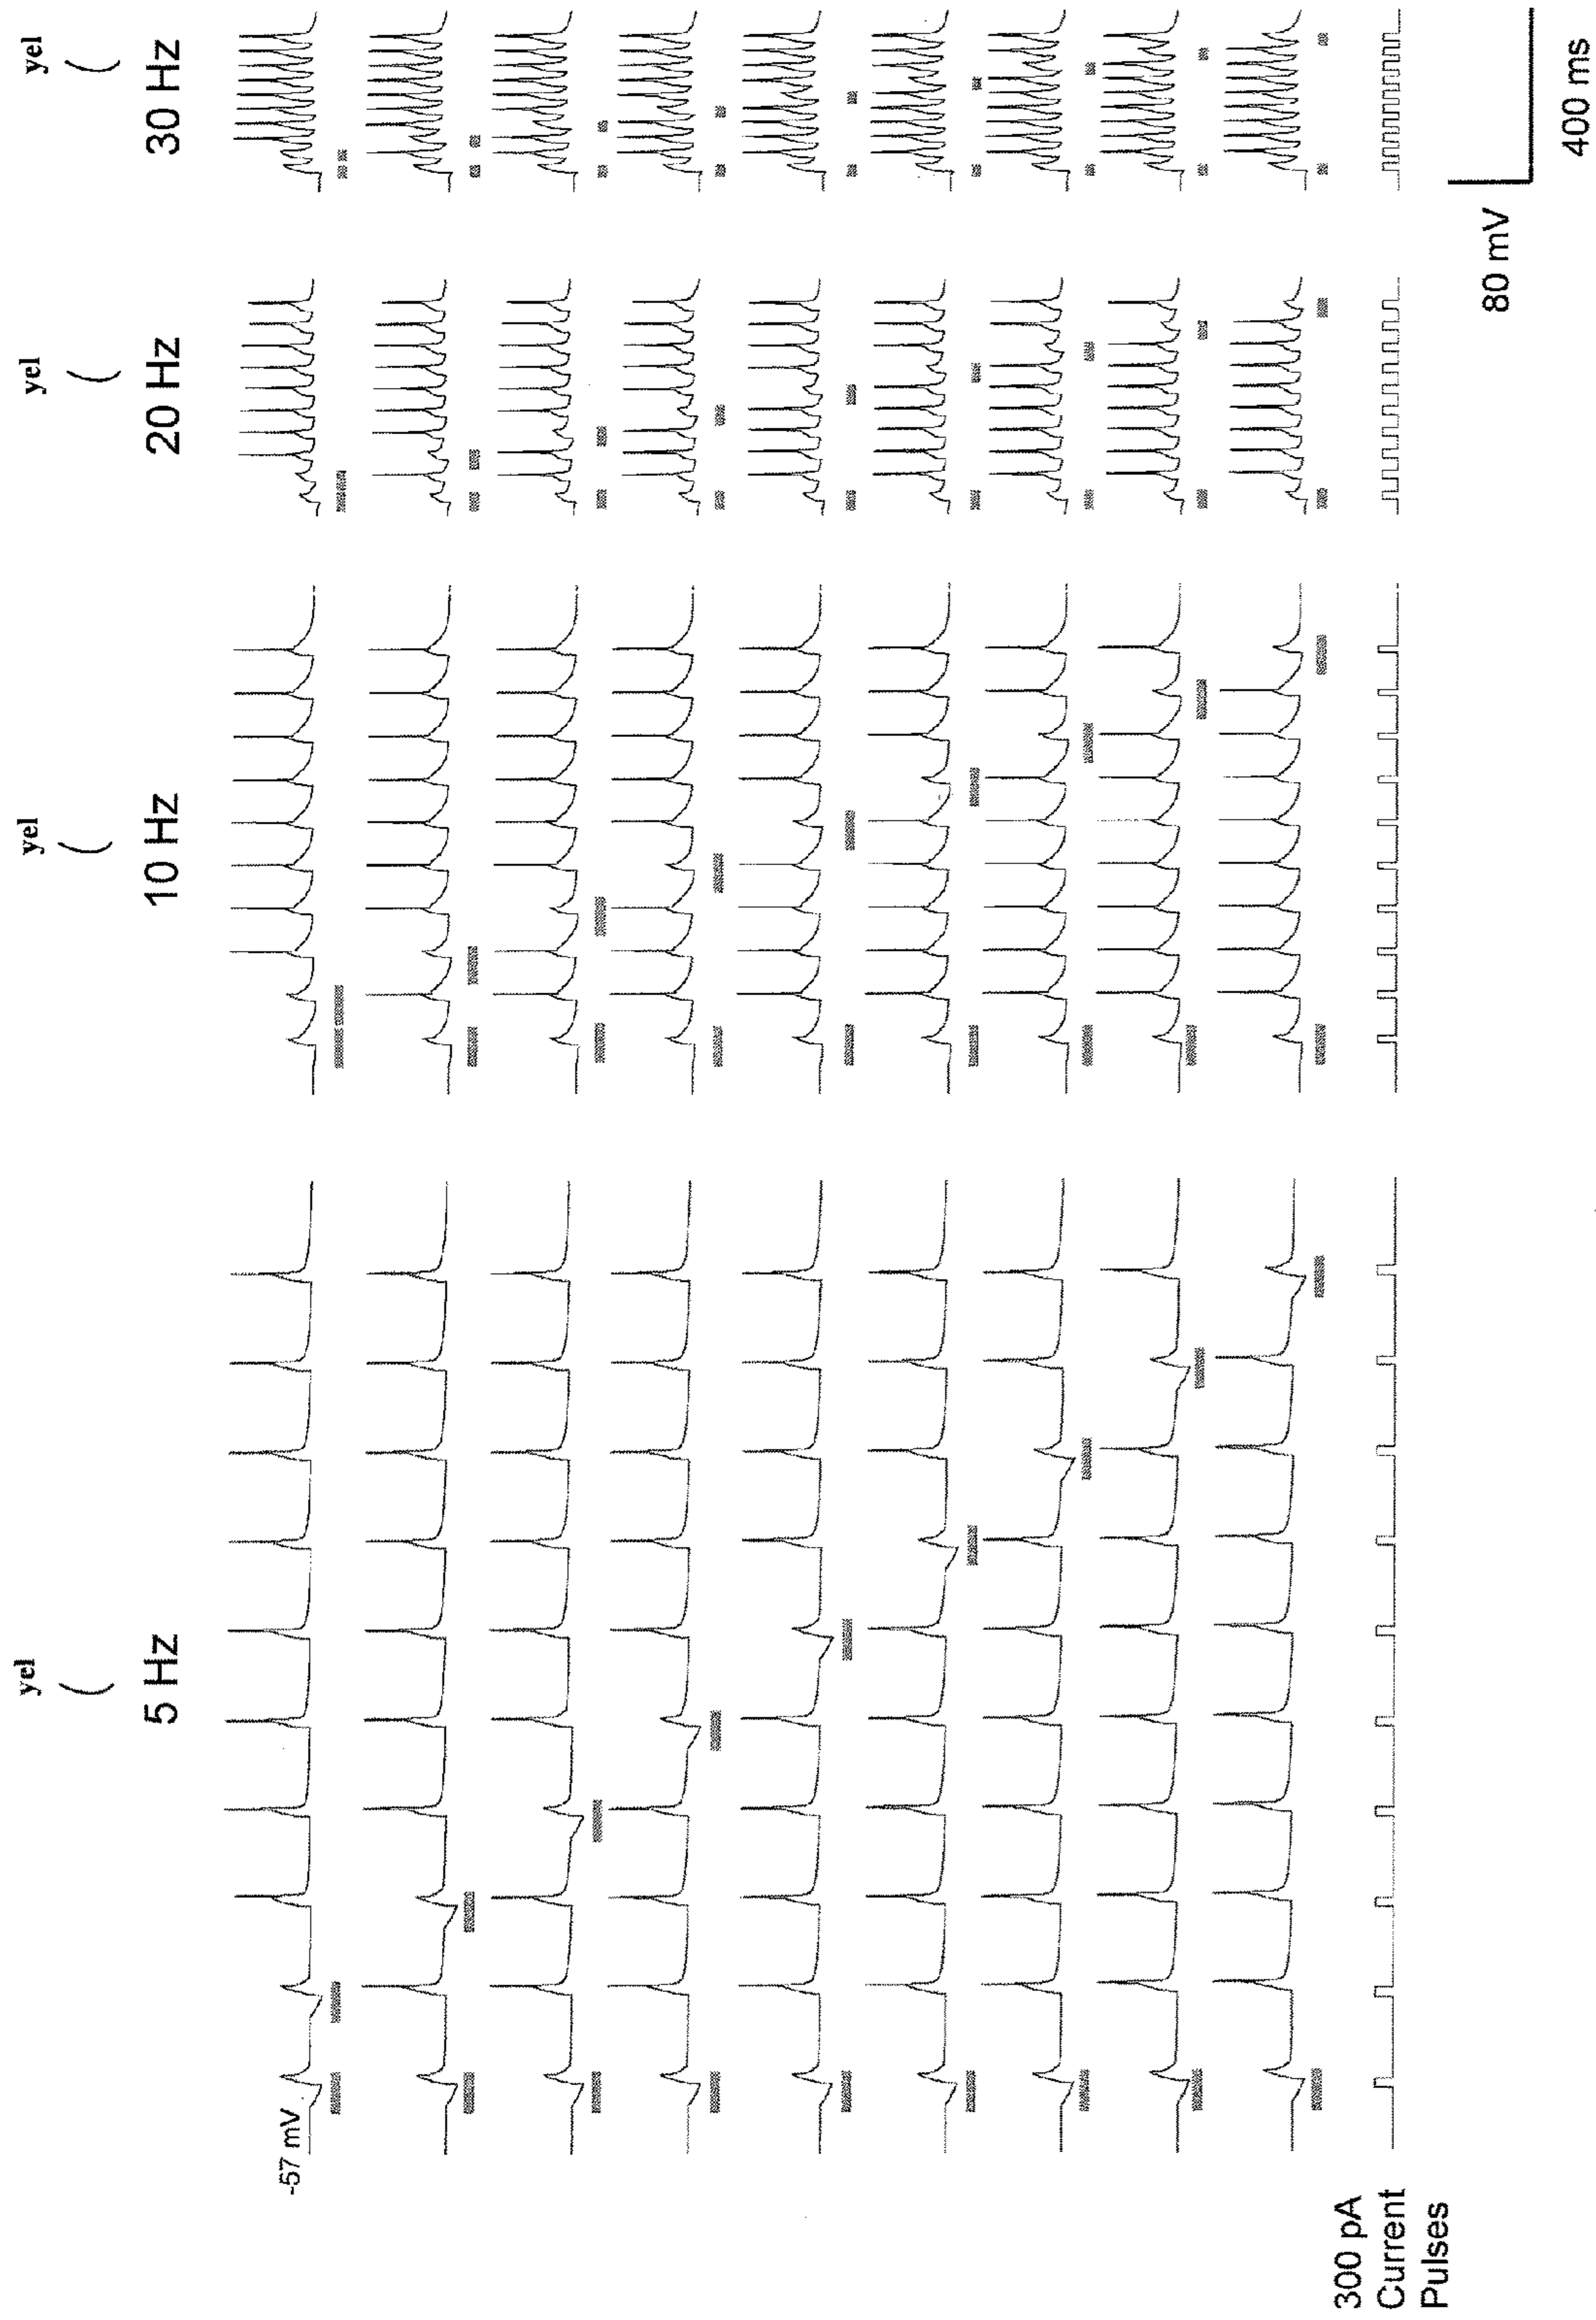 yel
(
5 Hz
yel
(
10 Hz
yel
(
20 Hz
yel
(
30 Hz
-57 mV
300 pA
Current
Pulses
80 mV
400 ms